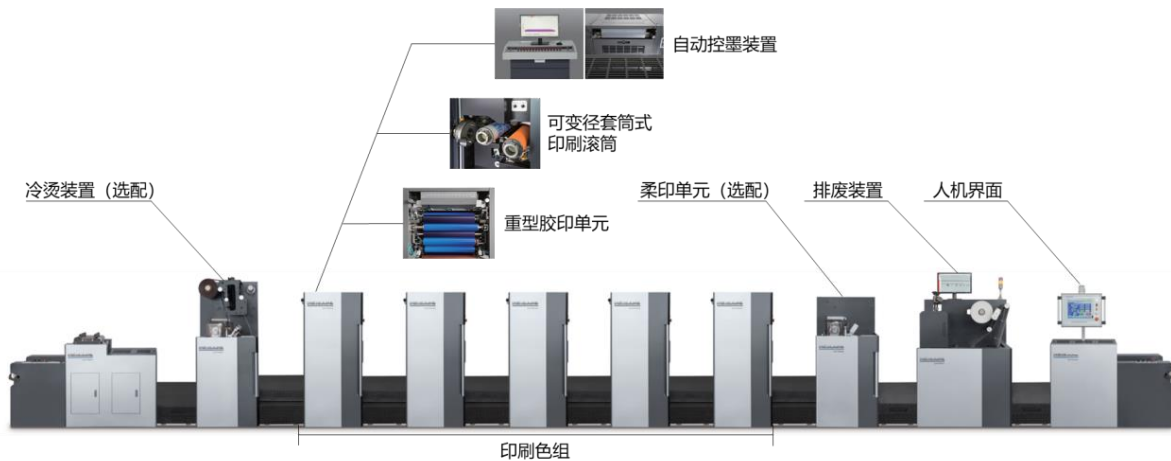 自动控墨装置
可变径套筒式
印刷滚筒
重型胶印单元
冷烫装置（选配）
柔印单元（选配）
排废装置
人机界面
印刷色组